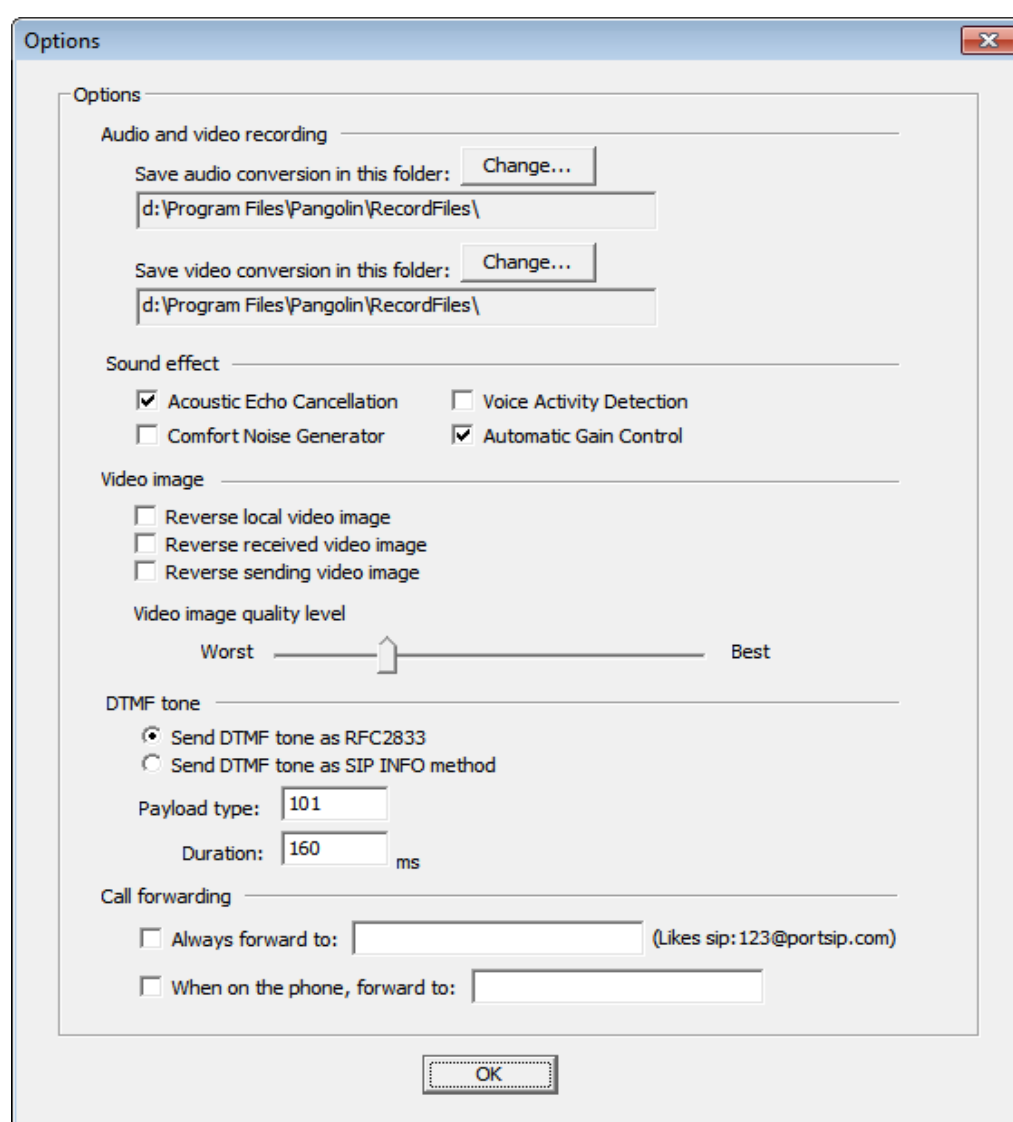 Options
Options
Audio and video recording
Save audio conversion in this folder: Change...
d:\Program Files\Pangolin\RecordFiles\
Save video conversion in this folder: Change...
d:\Program Files\Pangolin\RecordFiles\
Sound effect
Acoustic Echo Cancellation Voice Activity Detection
Comfort Noise Generator Automatic Gain Control
Video image
Reverse local video image
Reverse received video image
Reverse sending video image
Video image quality level
Worst Best
DTMF tone
Send DTMF tone as RFC2833
Send DTMF tone as SIP INFO method
Payload type: 101
Duration: 160 ms
Call forwarding
Always forward to: (Likes sip:123@portsip.com)
When on the phone, forward to:
OK